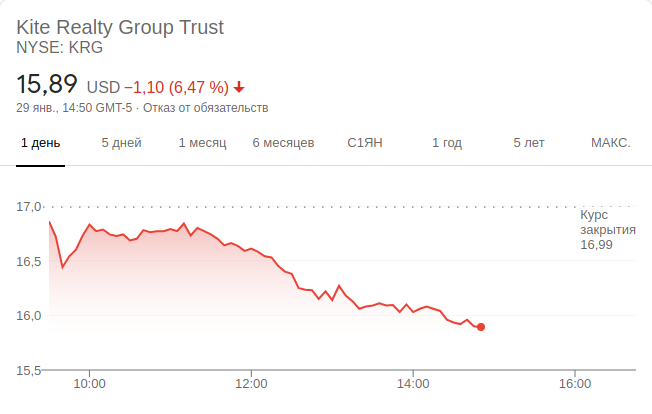 Kite Realty Group Trust
NYSE: KRG
15,89 USD −1,10 (6,47 %)
29 янв., 14:50 GMT-5 · Отказ от обязательств
1 день 5 дней 1 месяц 6 месяцев С1ЯН 1 год 5 лет МАКС.
17,0
Курс
закрытия
16,99
16,5
16,0
15,5
10:00 12:00 14:00 16:00